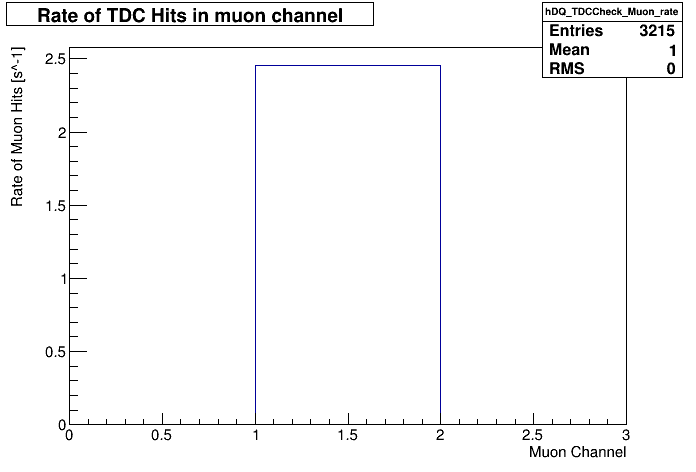 Rate of TDC Hits in muon channel
hDQ_TDCCheck_Muon_rate
Entries 3215
Mean 1
RMS 0
Rate of Muon Hits [s^-1]
2.5
2
1.5
1
0.5
0
0 0.5 1 1.5 2 2.5 3
Muon Channel